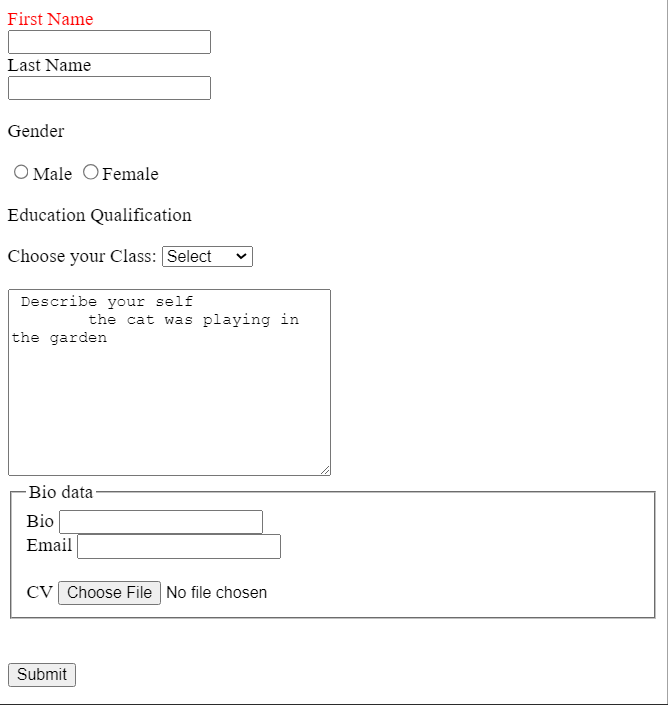 First Name
Last Name
Gender
Male Female
Education Qualification
Choose your Class: Select
Describe your self
the cat was playing in
the garden
Bio data
Bio
Email
CV Choose File No file chosen
Submit